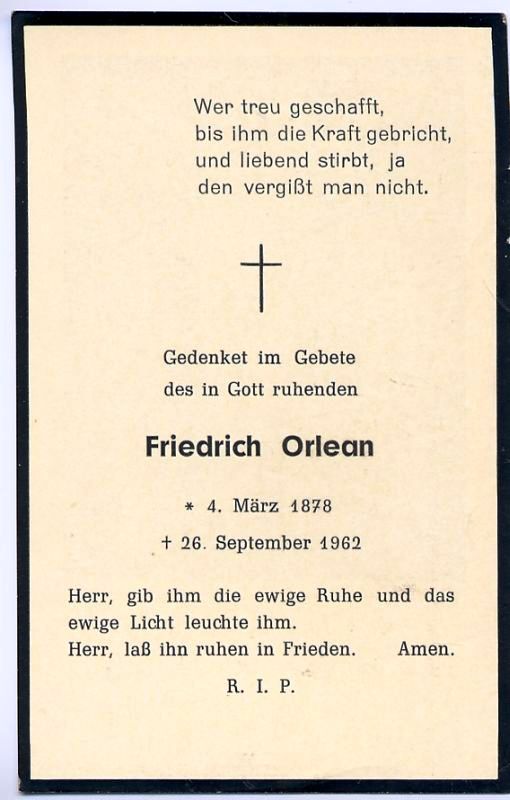 Wer treu geschafft,
bis ihm die Kraft gebricht,
und liebend stirbt, ja
den vergißt man nicht.
Gedenket im Gebete
des in Gott ruhenden
Friedrich Orlean
* 4. März 1878
† 26. September 1962
Herr, gib ihm die ewige Ruhe und das
ewige Licht leuchte ihm.
Herr, laß ihn ruhen in Frieden. Amen.
R. I. P.